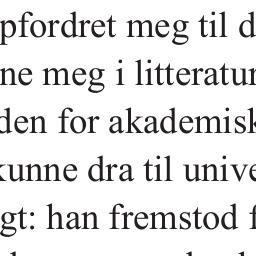 pfordret meg til d
ne meg i litteratur
den for akademisk
kunne dra til unive
gt: han fremstod f